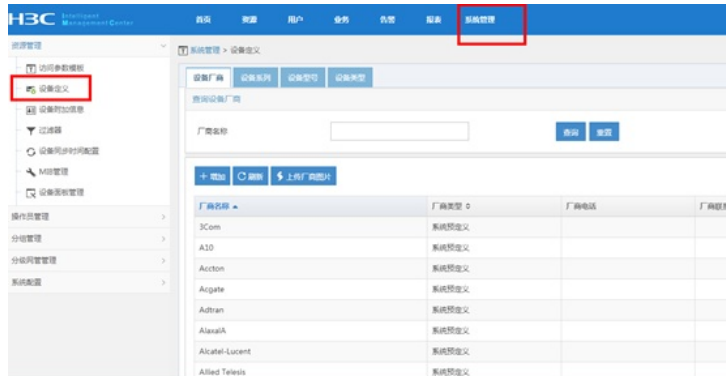 H3C Intelligent Management Center
首页 资源 用户 业务 告警 报表 系统管理
资源管理
访问参数模板
设备定义
设备附加信息
过滤器
设备同步时间配置
MIB管理
设备面板管理
操作员管理
分组管理
分级网管管理
系统配置
系统管理 > 设备定义
设备厂商 设备系列 设备型号 设备类型
查询设备厂商
厂商名称
查询 重置
增加 刷新 上传厂商图片
厂商名称 厂商类型 厂商电话 厂商联
3Com 系统预定义
A10 系统预定义
Accton 系统预定义
Acgate 系统预定义
Adtran 系统预定义
AlaxalA 系统预定义
Alcatel-Lucent 系统预定义
Allied Telesis 系统预定义